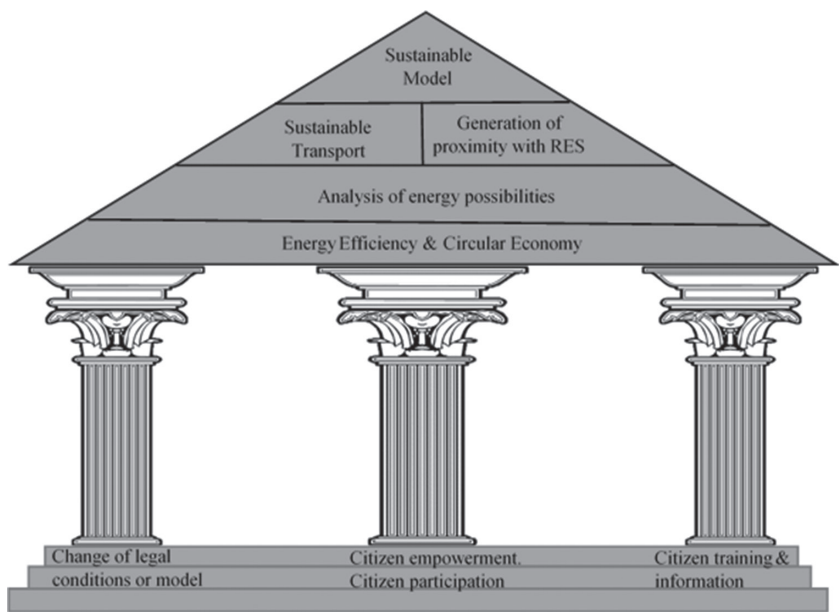 Sustainable
Model
Sustainable
Transport
Generation of
proximity with RES
Analysis of energy possibilities
Energy Efficiency & Circular Economy
Change of legal
conditions or model
Citizen empowerment.
Citizen participation
Citizen training &
information